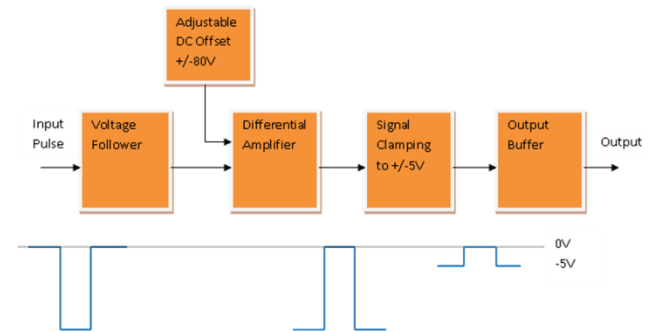 Adjustable
DC Offset
+/-80V
Input
Pulse
Voltage
Follower
Differential
Amplifier
Signal
Clamping
to +/-5V
Output
Buffer
Output
0V
-5V